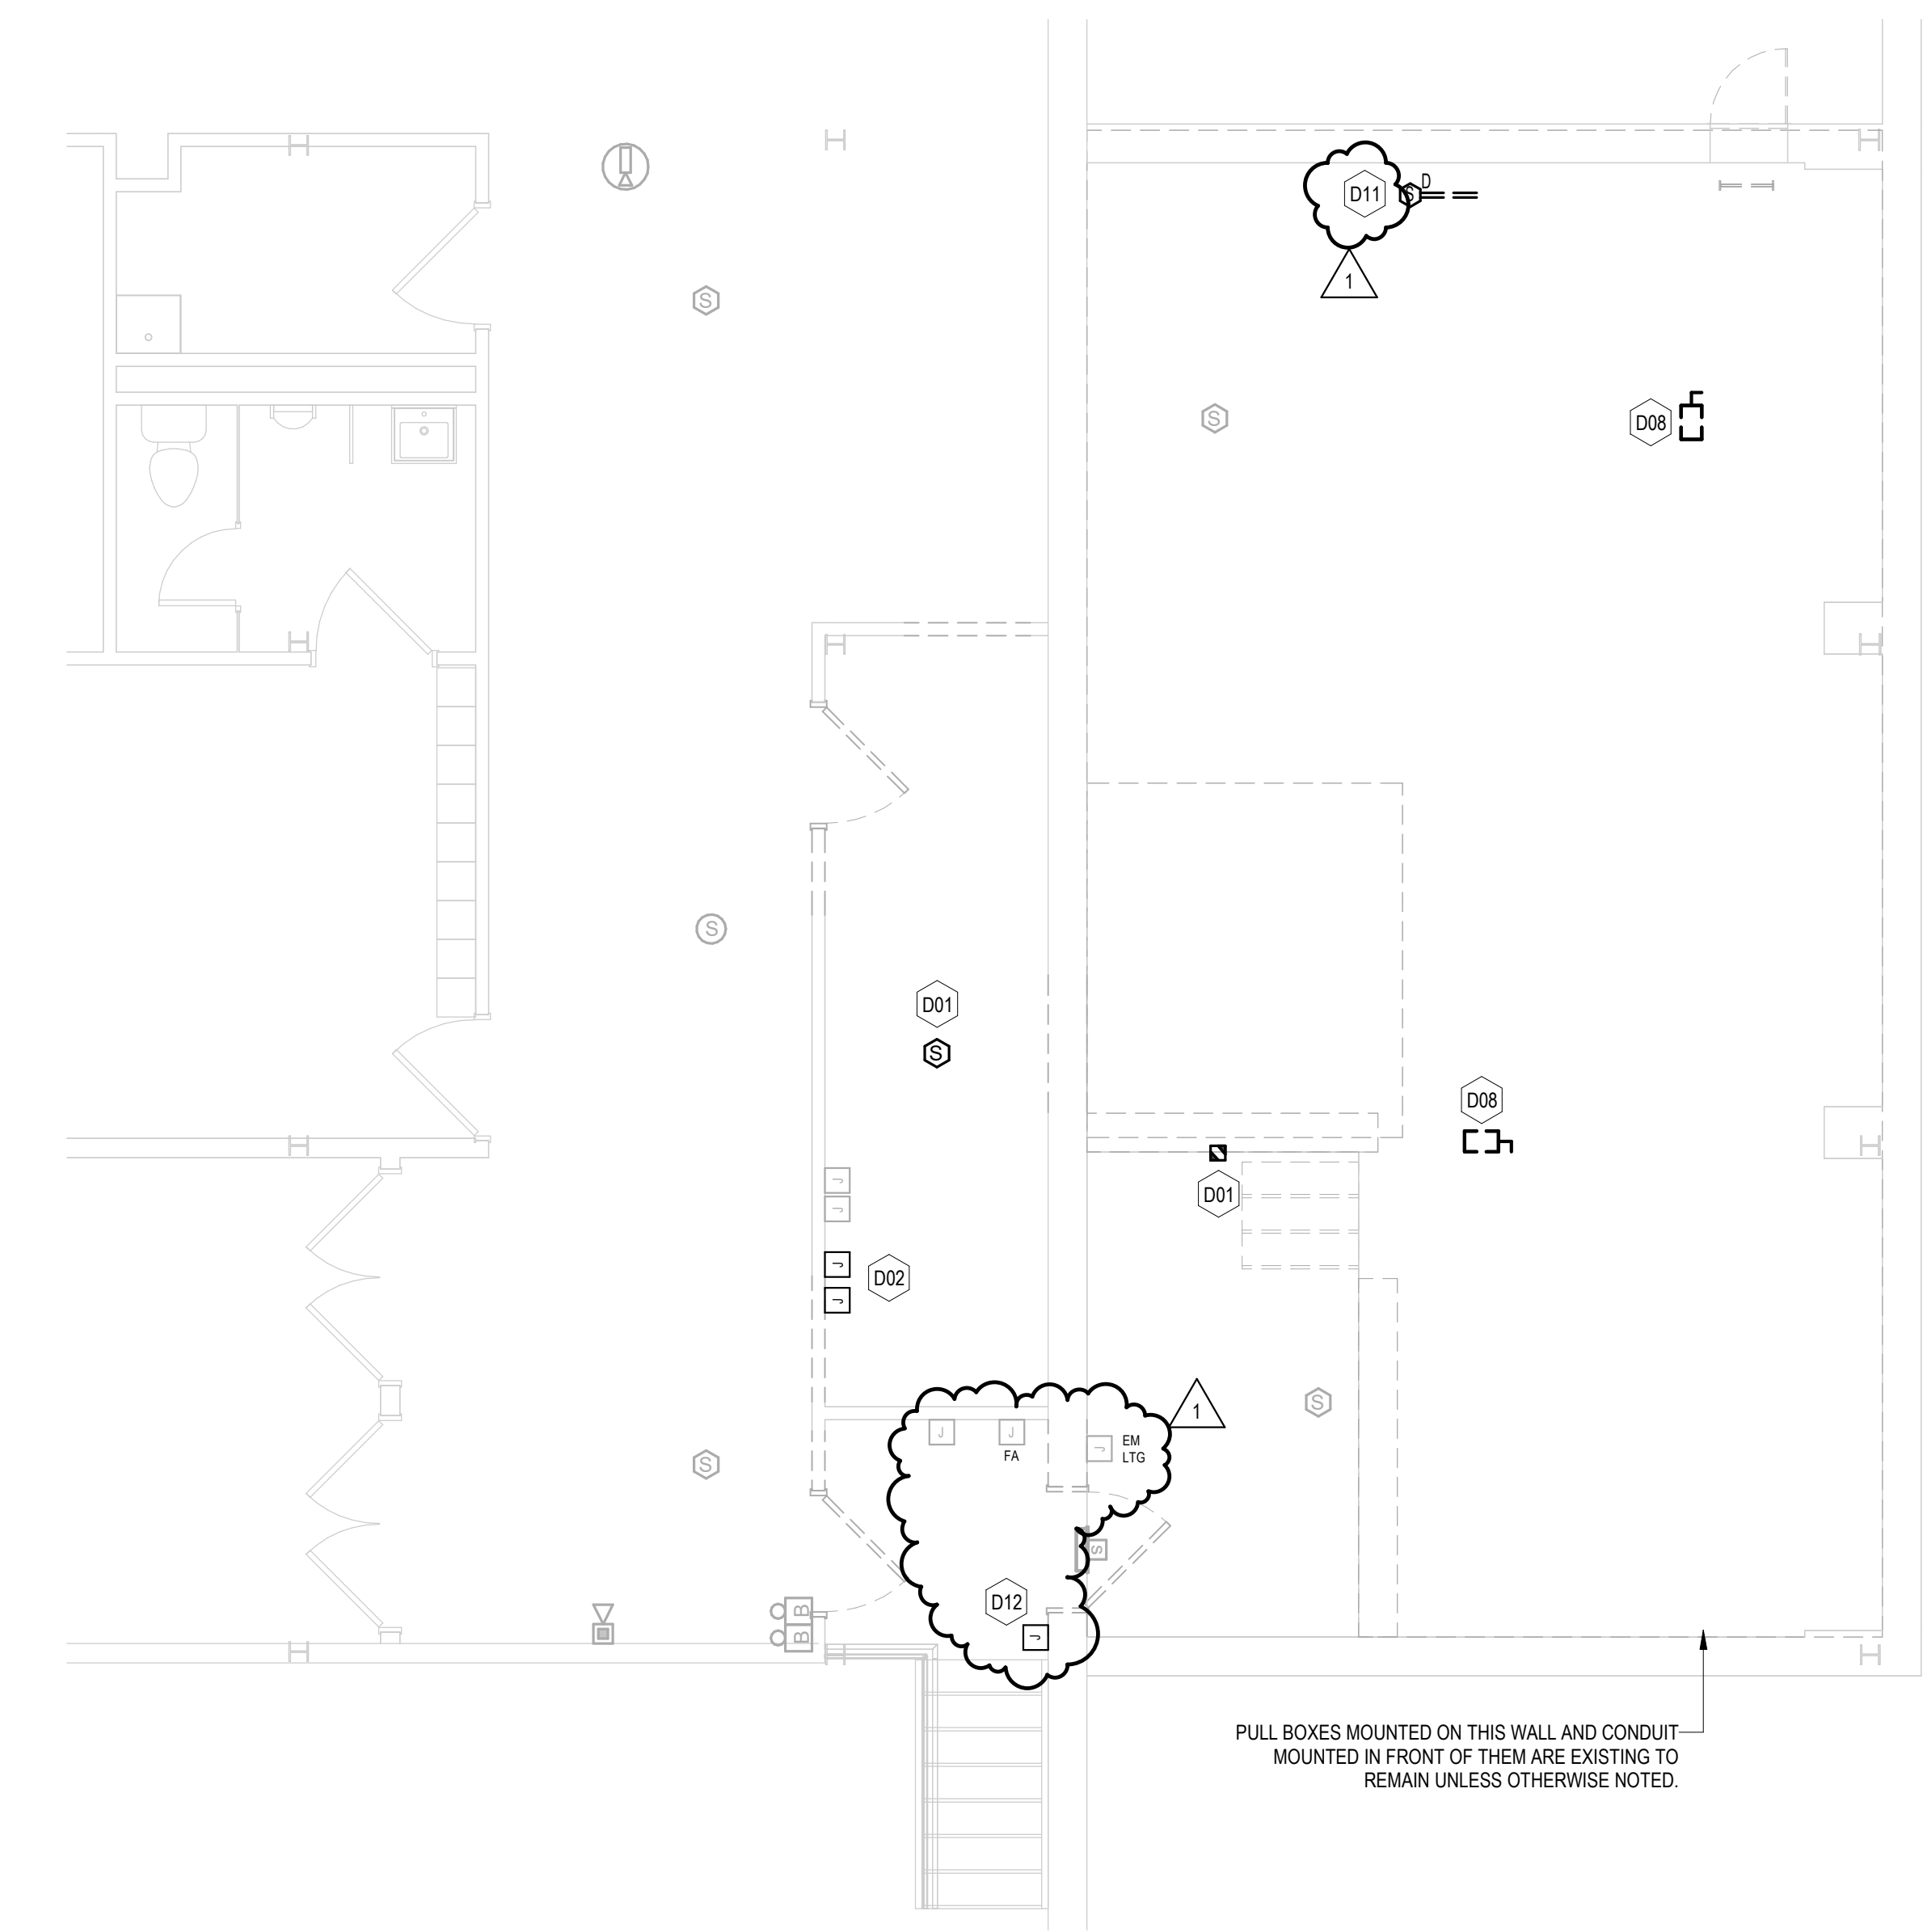 D11
S
D
1
S
S
D08
S
D01
S
D08
D01
J
J
J
D02
J
1
S
J
J
FA
J
EM
LTG
S
S
D12
J
B
B
PULL BOXES MOUNTED ON THIS WALL AND CONDUIT
MOUNTED IN FRONT OF THEM ARE EXISTING TO
REMAIN UNLESS OTHERWISE NOTED.